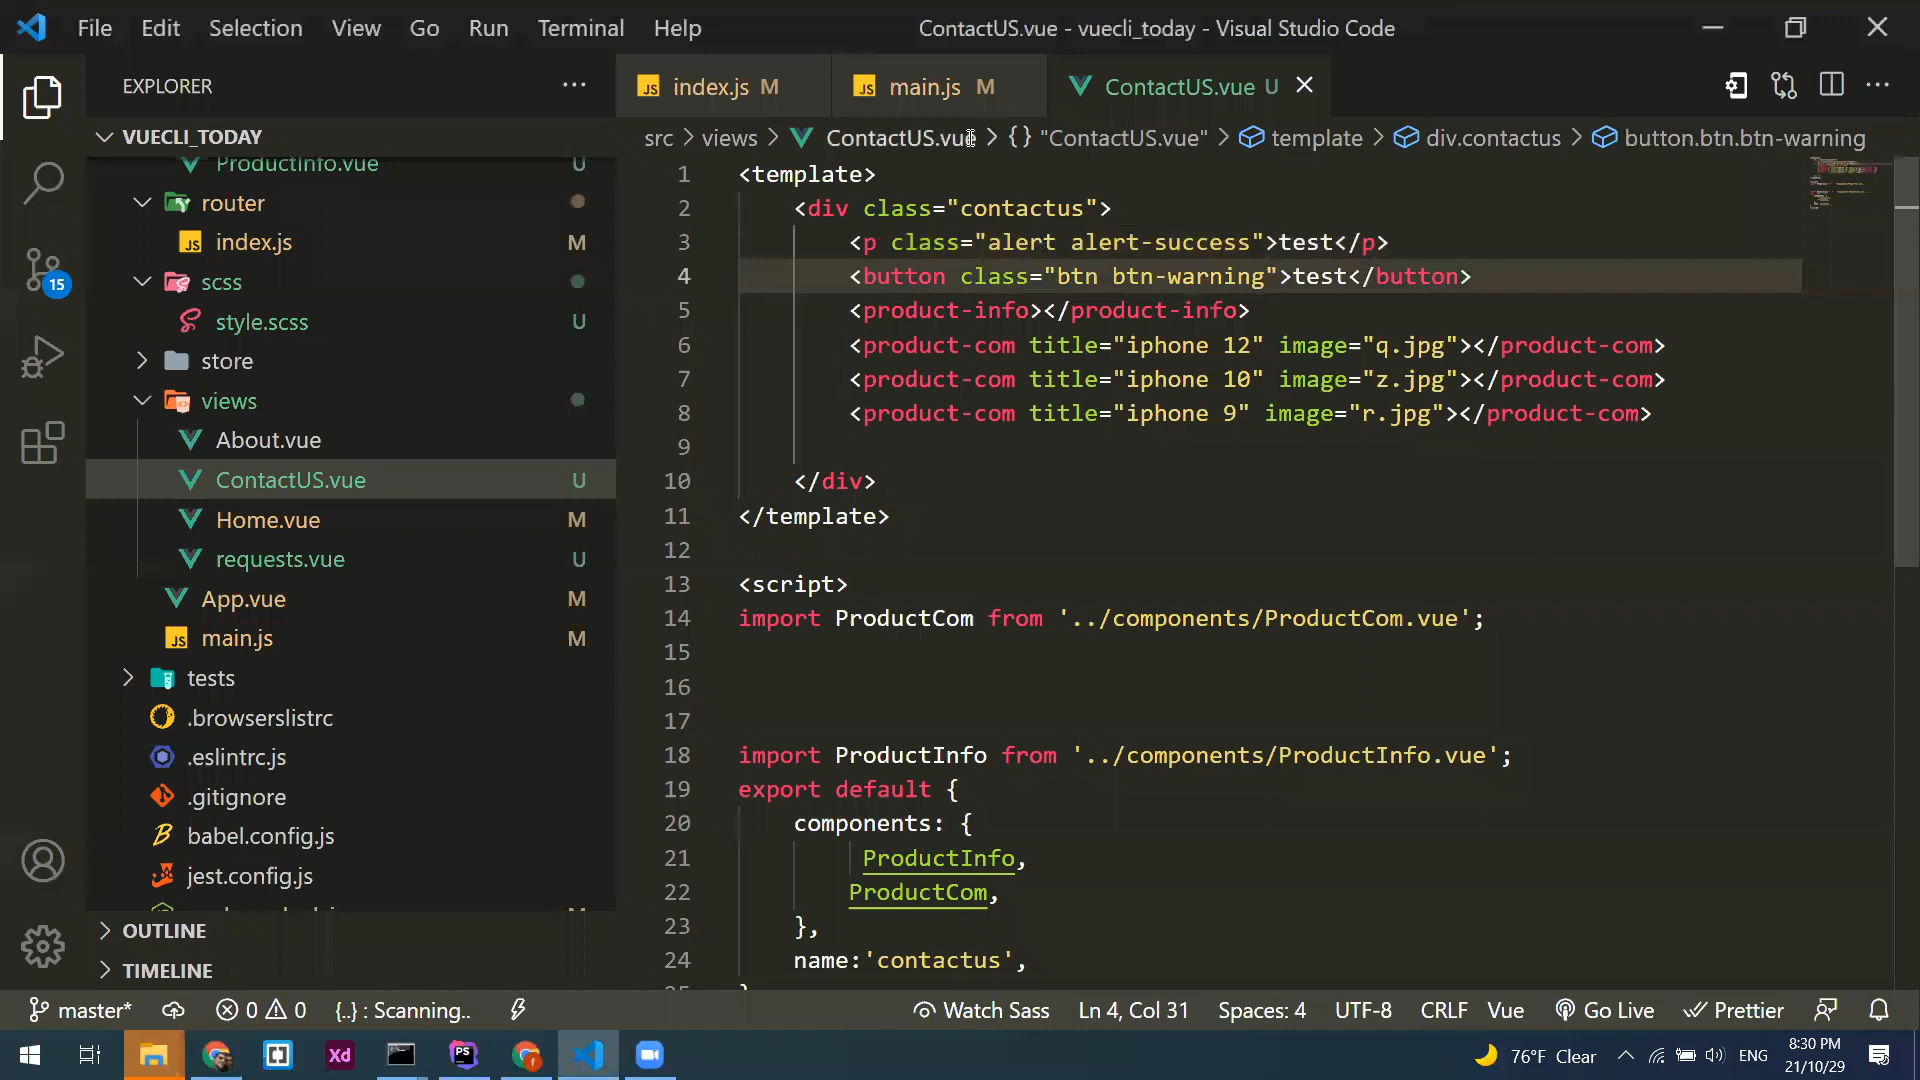 File Edit Selection View Go Run Terminal Help
ContactUS.vue - vuecli_today - Visual Studio Code
EXPLORER
index.js M
main.js M
ContactUS.vue U
VUECLI_TODAY
src > views > ContactUS.vue > {} "ContactUS.vue" > template > div.contactus > button.btn.btn-warning
ProductInfo.vue U
router
index.js M
scss
style.scss U
store
views
About.vue
ContactUS.vue U
Home.vue M
requests.vue U
App.vue M
main.js M
tests
.browserslistrc
.eslintrc.js
.gitignore
babel.config.js
jest.config.js
OUTLINE
TIMELINE
15
1 <template>
2 <div class="contactus">
3 <p class="alert alert-success">test</p>
4 <button class="btn btn-warning">test</button>
5 <product-info></product-info>
6 <product-com title="iphone 12" image="q.jpg"></product-com>
7 <product-com title="iphone 10" image="z.jpg"></product-com>
8 <product-com title="iphone 9" image="r.jpg"></product-com>
9
10 </div>
11 </template>
12
13 <script>
14 import ProductCom from '../components/ProductCom.vue';
15
16
17
18 import ProductInfo from '../components/ProductInfo.vue';
19 export default {
20 components: {
21 ProductInfo,
22 ProductCom,
23 },
24 name:'contactus',
master* 0 0 {..} : Scanning.. Watch Sass Ln 4, Col 31 Spaces: 4 UTF-8 CRLF Vue Go Live Prettier
Xd PS 76°F Clear ENG 8:30 PM
21/10/29